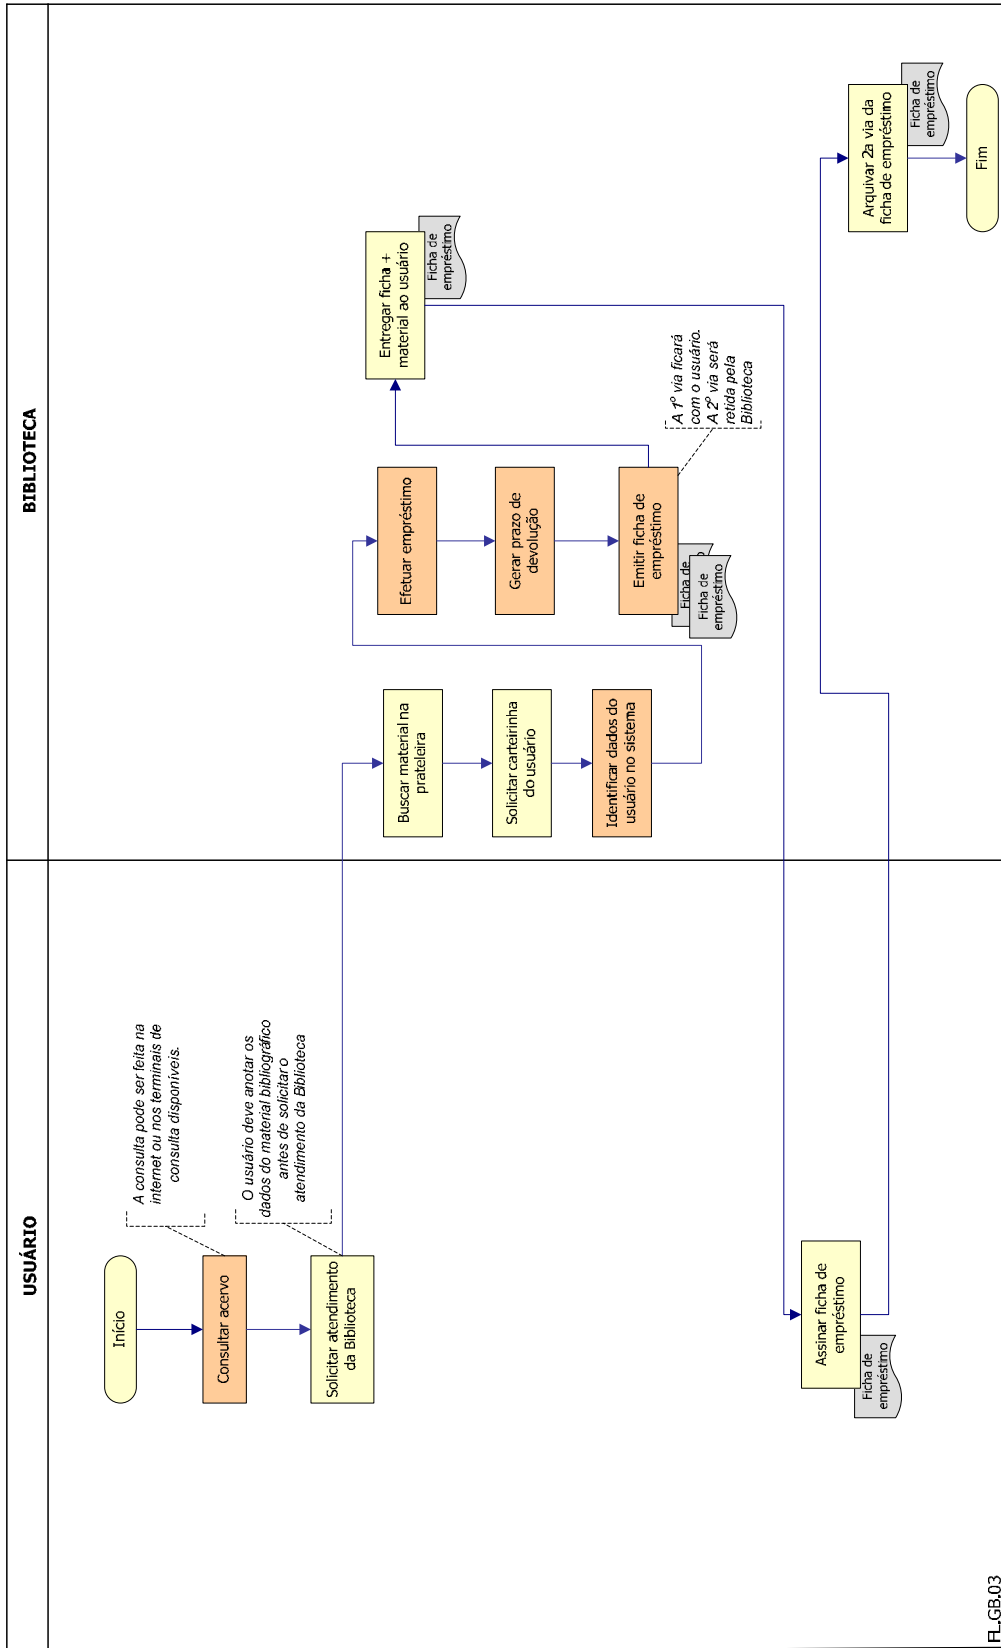 USUÁRIO
BIBLIOTECA
Início
A consulta pode ser feita na
internet ou nos terminais de
consulta disponíveis.
Consultar acervo
O usuário deve anotar os
dados do material bibliográfico
antes de solicitar o
atendimento da Biblioteca
Solicitar atendimento
da Biblioteca
Buscar material na
prateleira
Solicitar carteirinha
do usuário
Identificar dados do
usuário no sistema
Efetuar empréstimo
Gerar prazo de
devolução
Emitir ficha de
empréstimo
Ficha de
Ficha de
empréstimo
A 1º via ficará
com o usuário.
A 2º via será
retida pela
Biblioteca
Entregar ficha +
material ao usuário
Ficha de
empréstimo
Assinar ficha de
empréstimo
Ficha de
empréstimo
Arquivar 2a via da
ficha de empréstimo
Ficha de
empréstimo
Fim
FL.GB.03